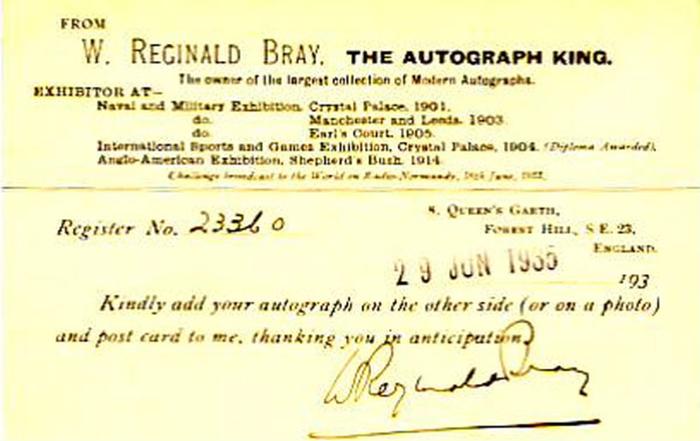 FROM
W. REGINALD BRAY. THE AUTOGRAPH KING.
The owner of the largest collection of Modern Autographs.
EXHIBITOR AT—
Naval and Military Exhibition, Crystal Palace, 1901.
do. Manchester and Leeds, 1903.
do. Earl's Court, 1905.
International Sports and Games Exhibition, Crystal Palace, 1904. (Diploma Awarded).
Anglo-American Exhibition, Shepherd's Bush, 1914.
Challenge broadcast to the World on Radio-Normandy, June,
Register No. 23360
8, QUEEN'S GARTH,
FOREST HILL, S.E. 23,
ENGLAND.
29 JUN 1935 193
Kindly add your autograph on the other side (or on a photo)
and post card to me, thanking you in anticipation.
W Reginald Bray